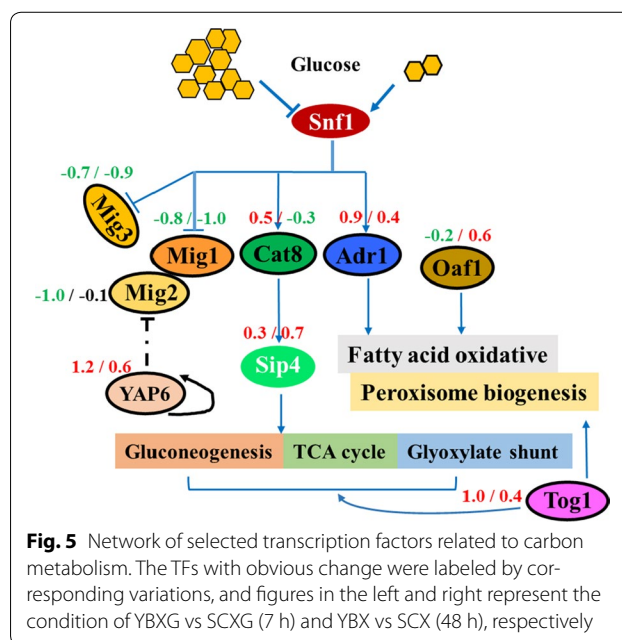 Glucose
Snf1
-0.7 / -0.9
Mig3
-0.8 / -1.0
Mig1
0.5 / -0.3
Cat8
0.9 / 0.4
Adr1
-0.2 / 0.6
Oaf1
Mig2
-1.0 / -0.1
0.3 / 0.7
Sip4
Fatty acid oxidative
Peroxisome biogenesis
1.2 / 0.6
YAP6
Gluconeogenesis TCA cycle Glyoxylate shunt
1.0 / 0.4
Tog1
Fig. 5 Network of selected transcription factors related to carbon
metabolism. The TFs with obvious change were labeled by cor-
responding variations, and figures in the left and right represent the
condition of YBXG vs SCXG (7 h) and YBX vs SCX (48 h), respectively